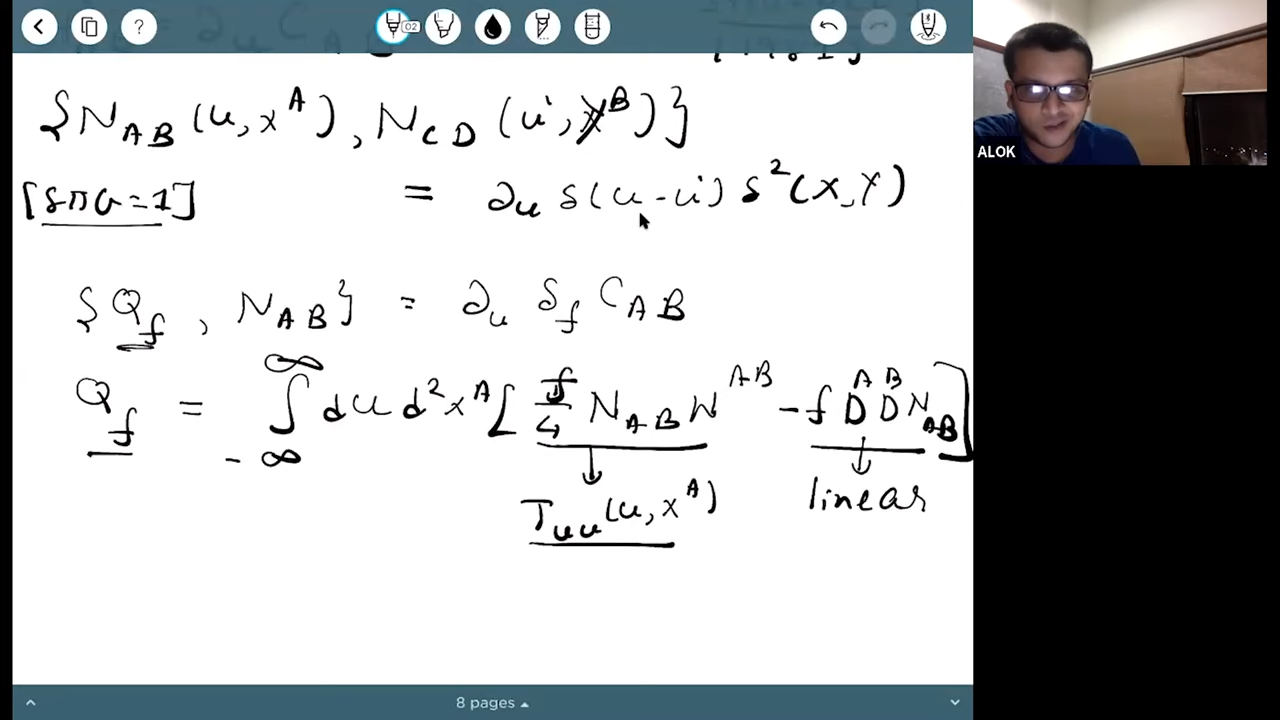 {N_AB (u, x^A), N_CD (u', x^B)}
[8πG=1] = ∂_u δ(u-u') δ²(x,y)
{Q_f, N_AB} = ∂_u δ_f C_AB
Q_f = ∫_{-∞}^{∞} du d²x^A [ f/4 N_AB N^AB - f D^A D^B N_AB ]
T_uu (u, x^A) linear
ALOK
8 pages